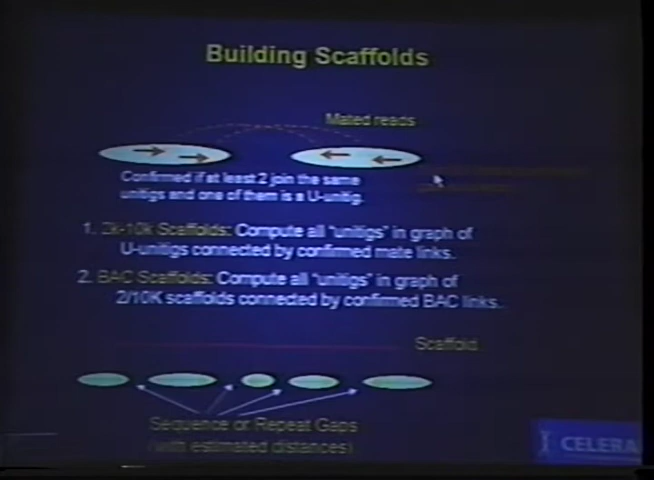 Building Scaffolds
Mated reads
Confirmed if at least 2 join the same
unitigs and one of them is a U-unitig.
1. 2k-10k Scaffolds: Compute all "unitigs" in graph of
U-unitigs connected by confirmed mate links.
2. BAC Scaffolds: Compute all "unitigs" in graph of
2/10K scaffolds connected by confirmed BAC links.
Scaffold
Sequence or Repeat Gaps
(with estimated distances)
CELERA